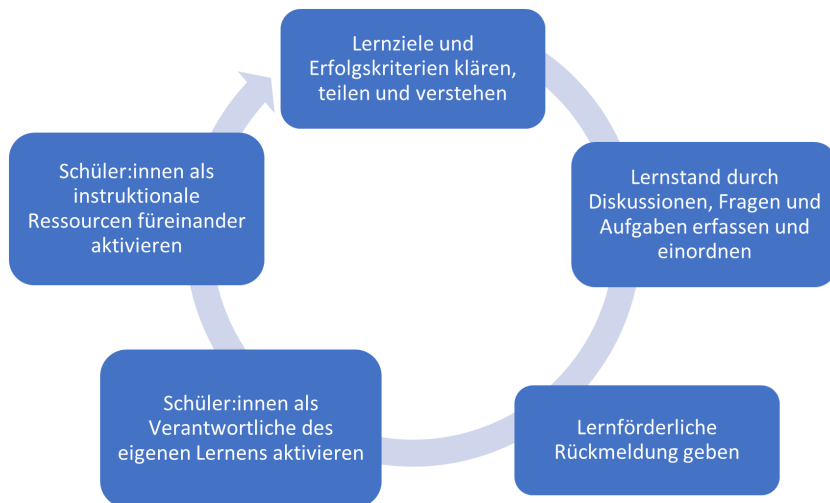 Lernziele und
Erfolgskriterien klären,
teilen und verstehen
Lernstand durch
Diskussionen, Fragen und
Aufgaben erfassen und
einordnen
Lernförderliche
Rückmeldung geben
Schüler:innen als
Verantwortliche des
eigenen Lernens aktivieren
Schüler:innen als
instruktionale
Ressourcen füreinander
aktivieren